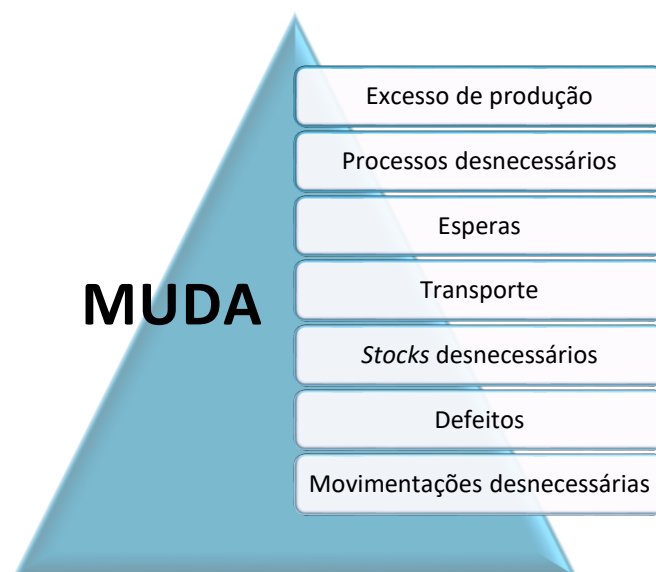 Excesso de produção
Processos desnecessários
Esperas
MUDA
Transporte
Stocks desnecessários
Defeitos
Movimentações desnecessárias